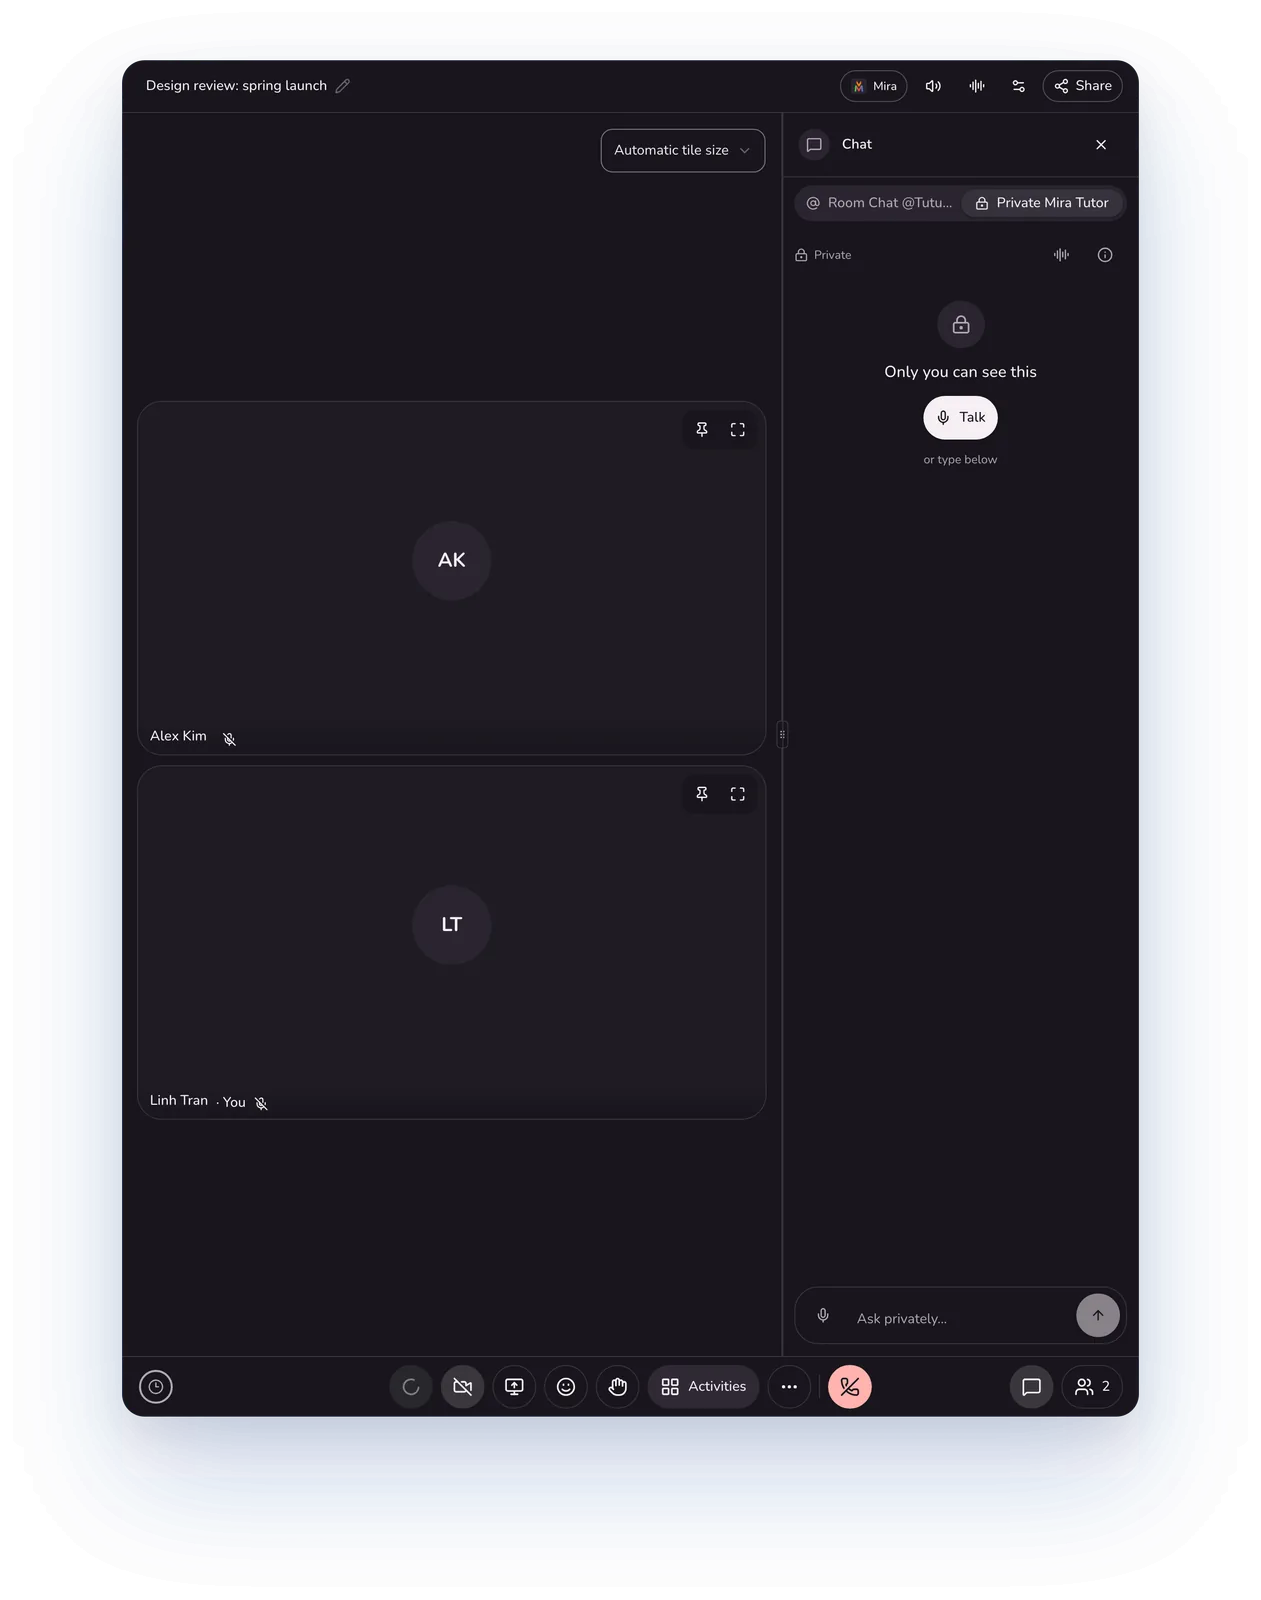 Design review: spring launch
Mira
Share
Automatic tile size
Chat
@ Room Chat @Tutu...
Private Mira Tutor
Private
Only you can see this
Talk
or type below
AK
Alex Kim
LT
Linh Tran · You
Ask privately...
Activities
2